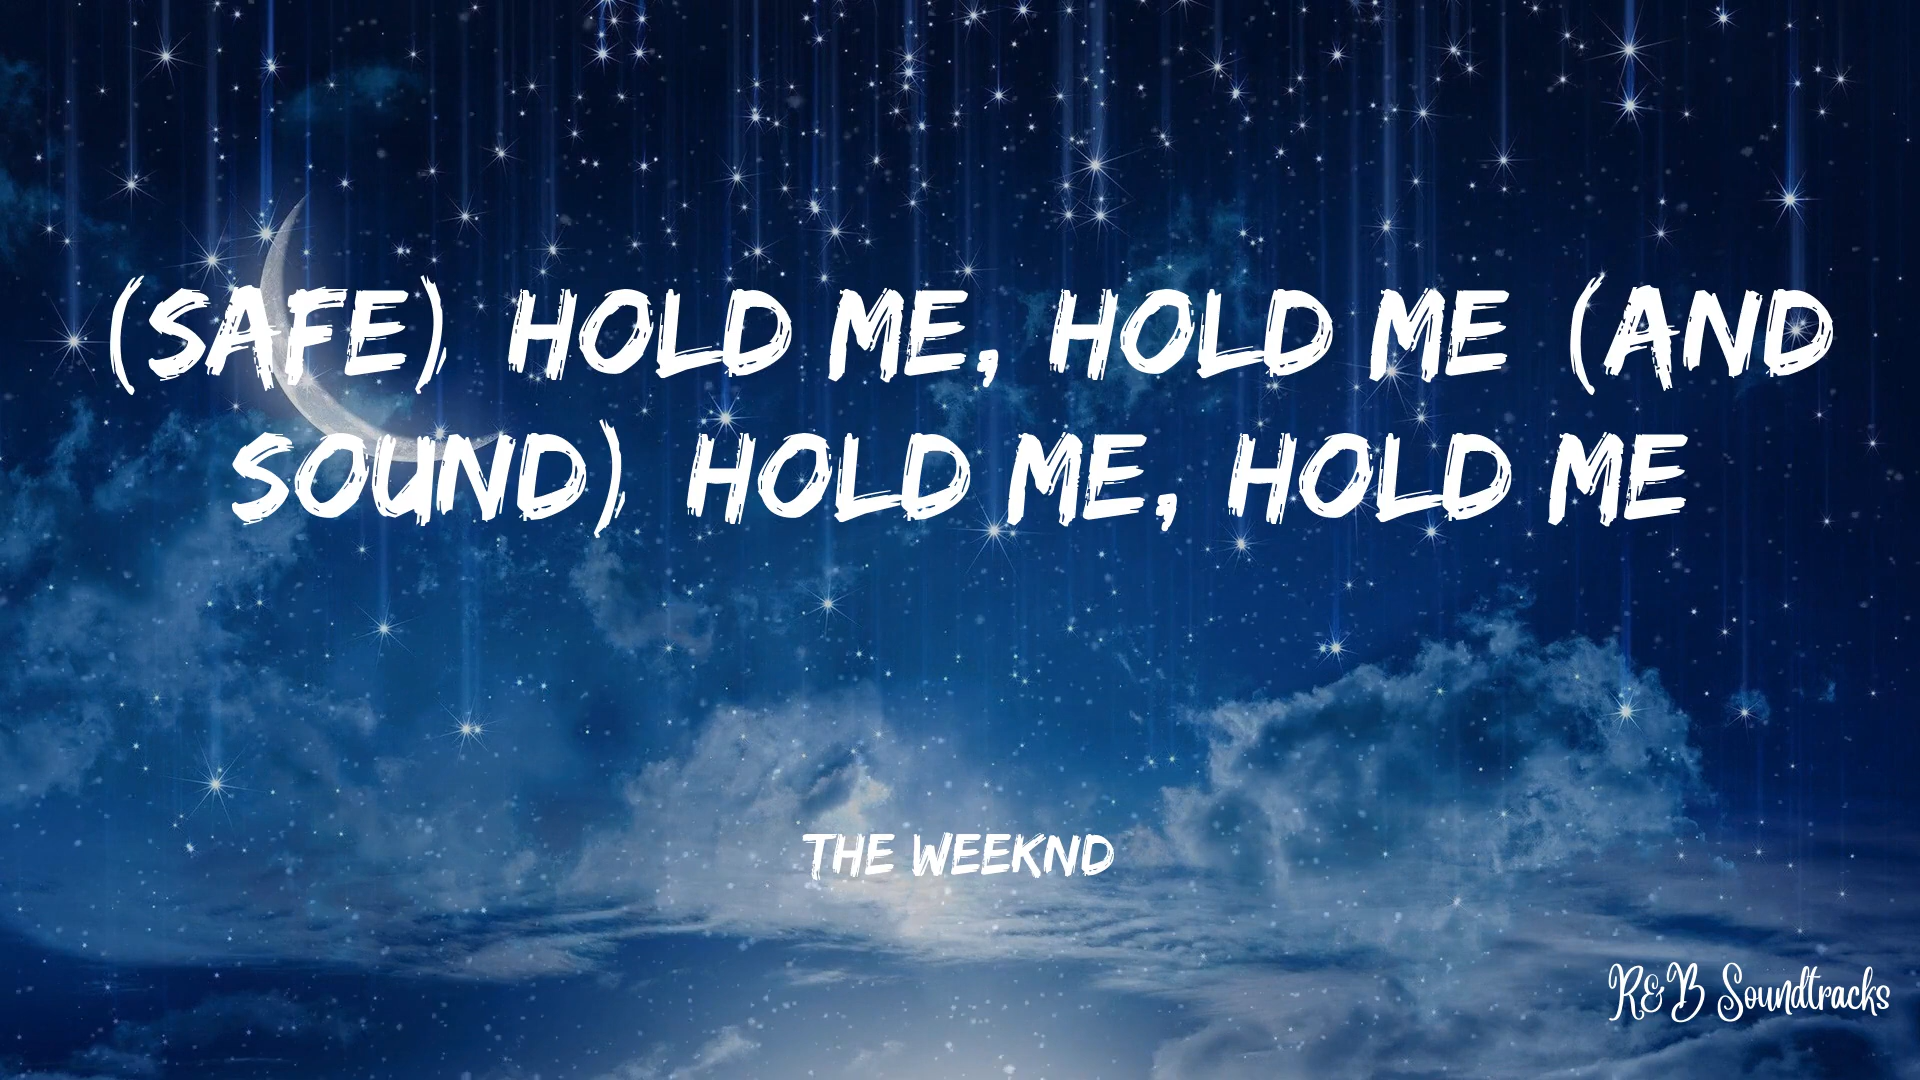 (SAFE) HOLD ME, HOLD ME (AND
SOUND) HOLD ME, HOLD ME
THE WEEKND
R&B Soundtracks